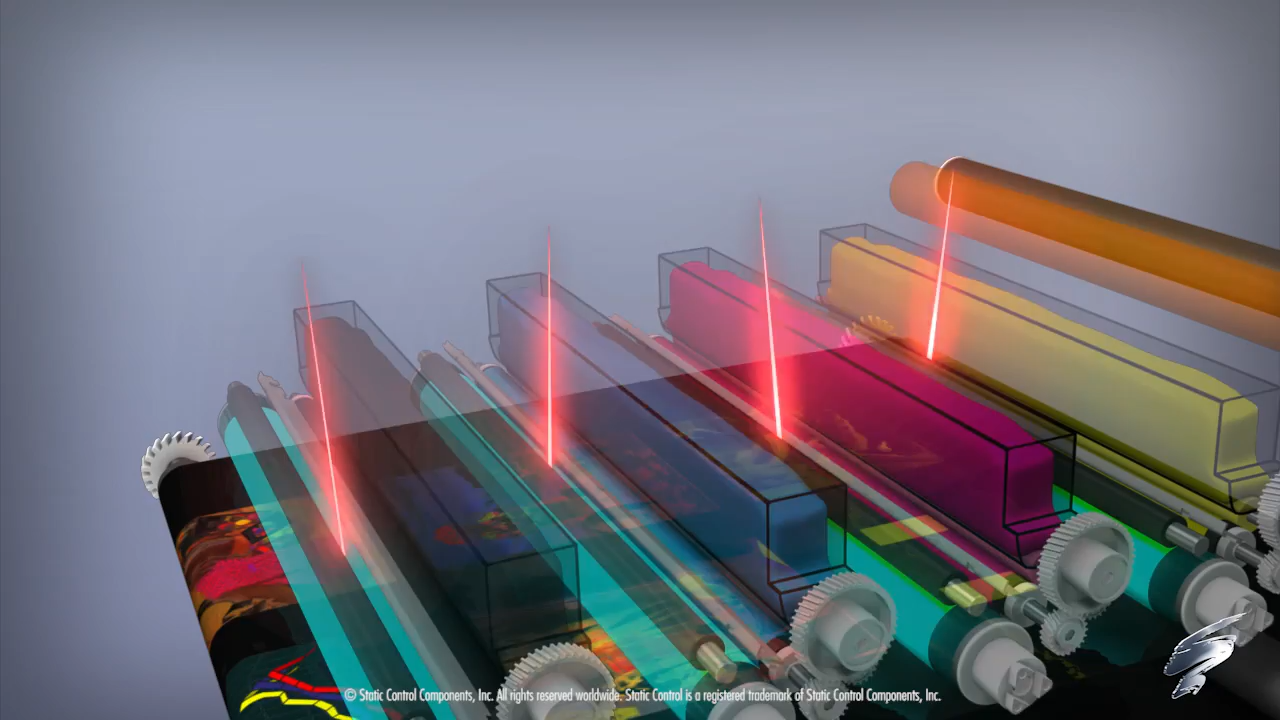 © Static Control Components, Inc. All rights reserved worldwide. Static Control is a registered trademark of Static Control Components, Inc.